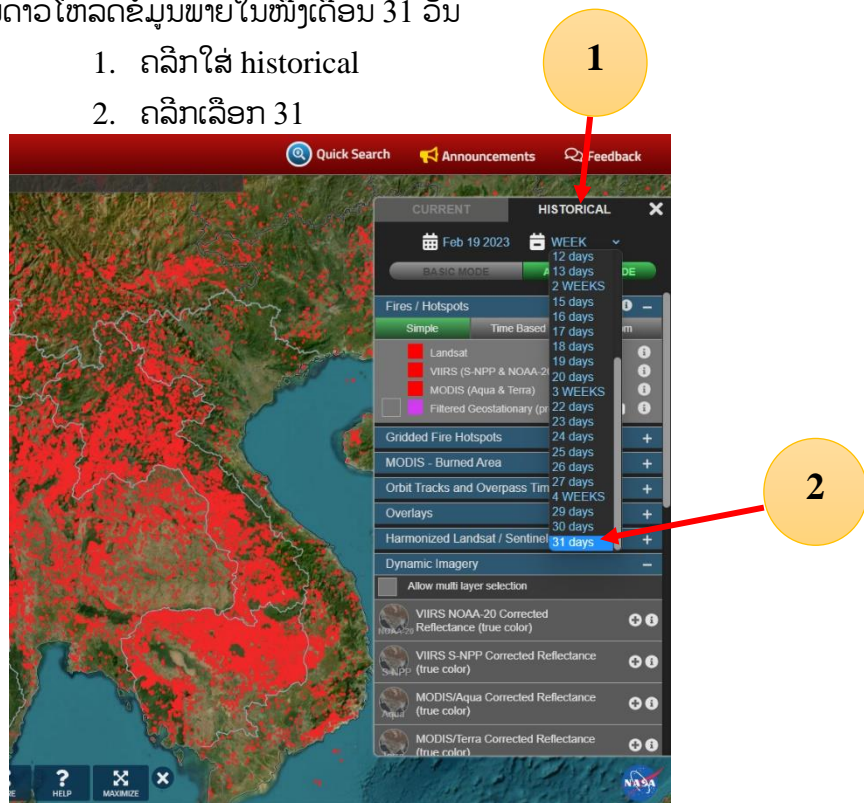 ດາວໂຫລດຂໍ້ມູນພາຍໃນໜຶ່ງເດືອນ 31 ວັນ
1. ຄລິກໃສ່ historical
2. ຄລິກເລືອກ 31
1
Quick Search Announcements Feedback
CURRENT HISTORICAL
Feb 19 2023 WEEK
12 days
BASIC MODE
13 days
2 WEEKS
Fires / Hotspots
15 days
16 days
Simple Time Based
17 days
18 days
Landsat
19 days
VIIRS (S-NPP & NOAA-20
20 days
MODIS (Aqua & Terra)
3 WEEKS
Filtered Geostationary
22 days
23 days
Gridded Fire Hotspots
24 days
25 days
MODIS - Burned Area
26 days
27 days
Orbit Tracks and Overpass
4 WEEKS
Overlays
29 days
30 days
Harmonized Landsat /
31 days
2
Dynamic Imagery
Allow multi layer selection
VIIRS NOAA-20 Corrected
Reflectance (true color)
NOAA-20
VIIRS S-NPP Corrected Reflectance
(true color)
S-NPP
MODIS/Aqua Corrected Reflectance
(true color)
Aqua
MODIS/Terra Corrected Reflectance
(true color)
HELP MAXIMIZE
NASA